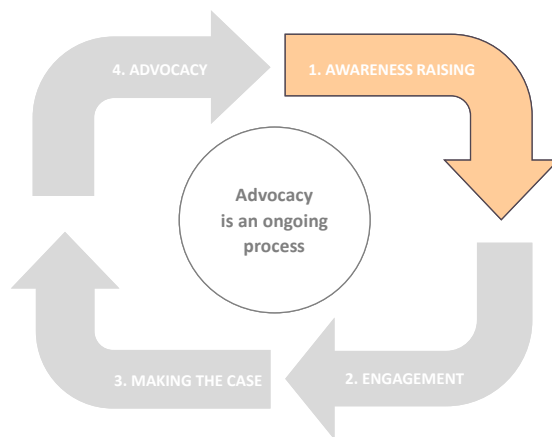 4. ADVOCACY
1. AWARENESS RAISING
Advocacy
is an ongoing
process
3. MAKING THE CASE
2. ENGAGEMENT